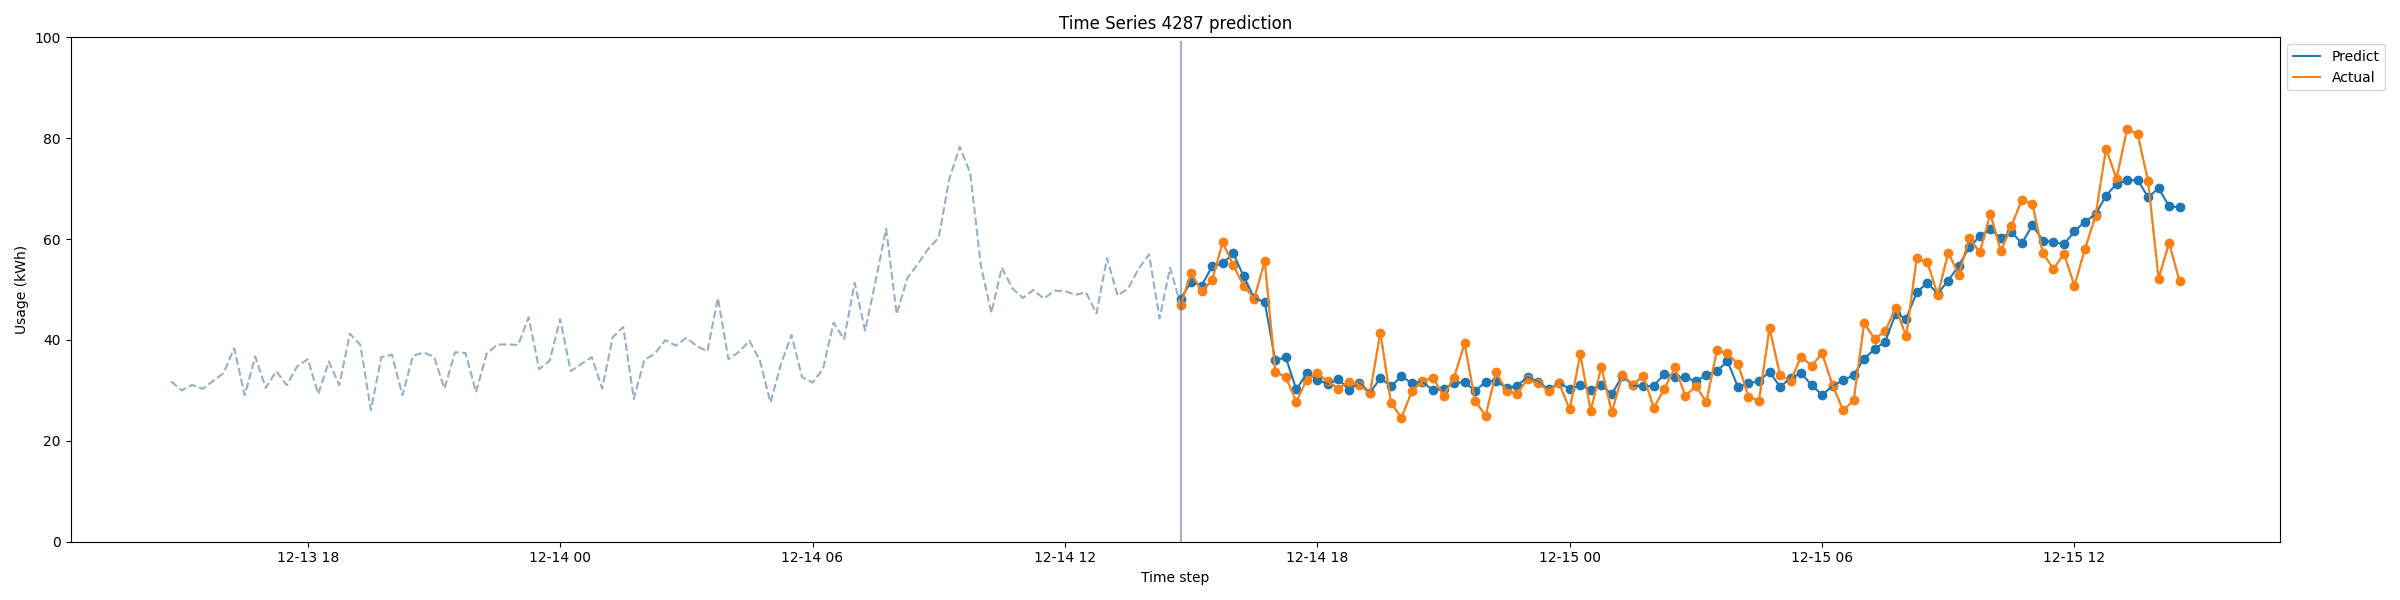 Time Series 4287 prediction
100
80
60
40
20
0
Usage (kWh)
12-13 18
12-14 00
12-14 06
12-14 12
12-14 18
12-15 00
12-15 06
12-15 12
Time step
Predict
Actual